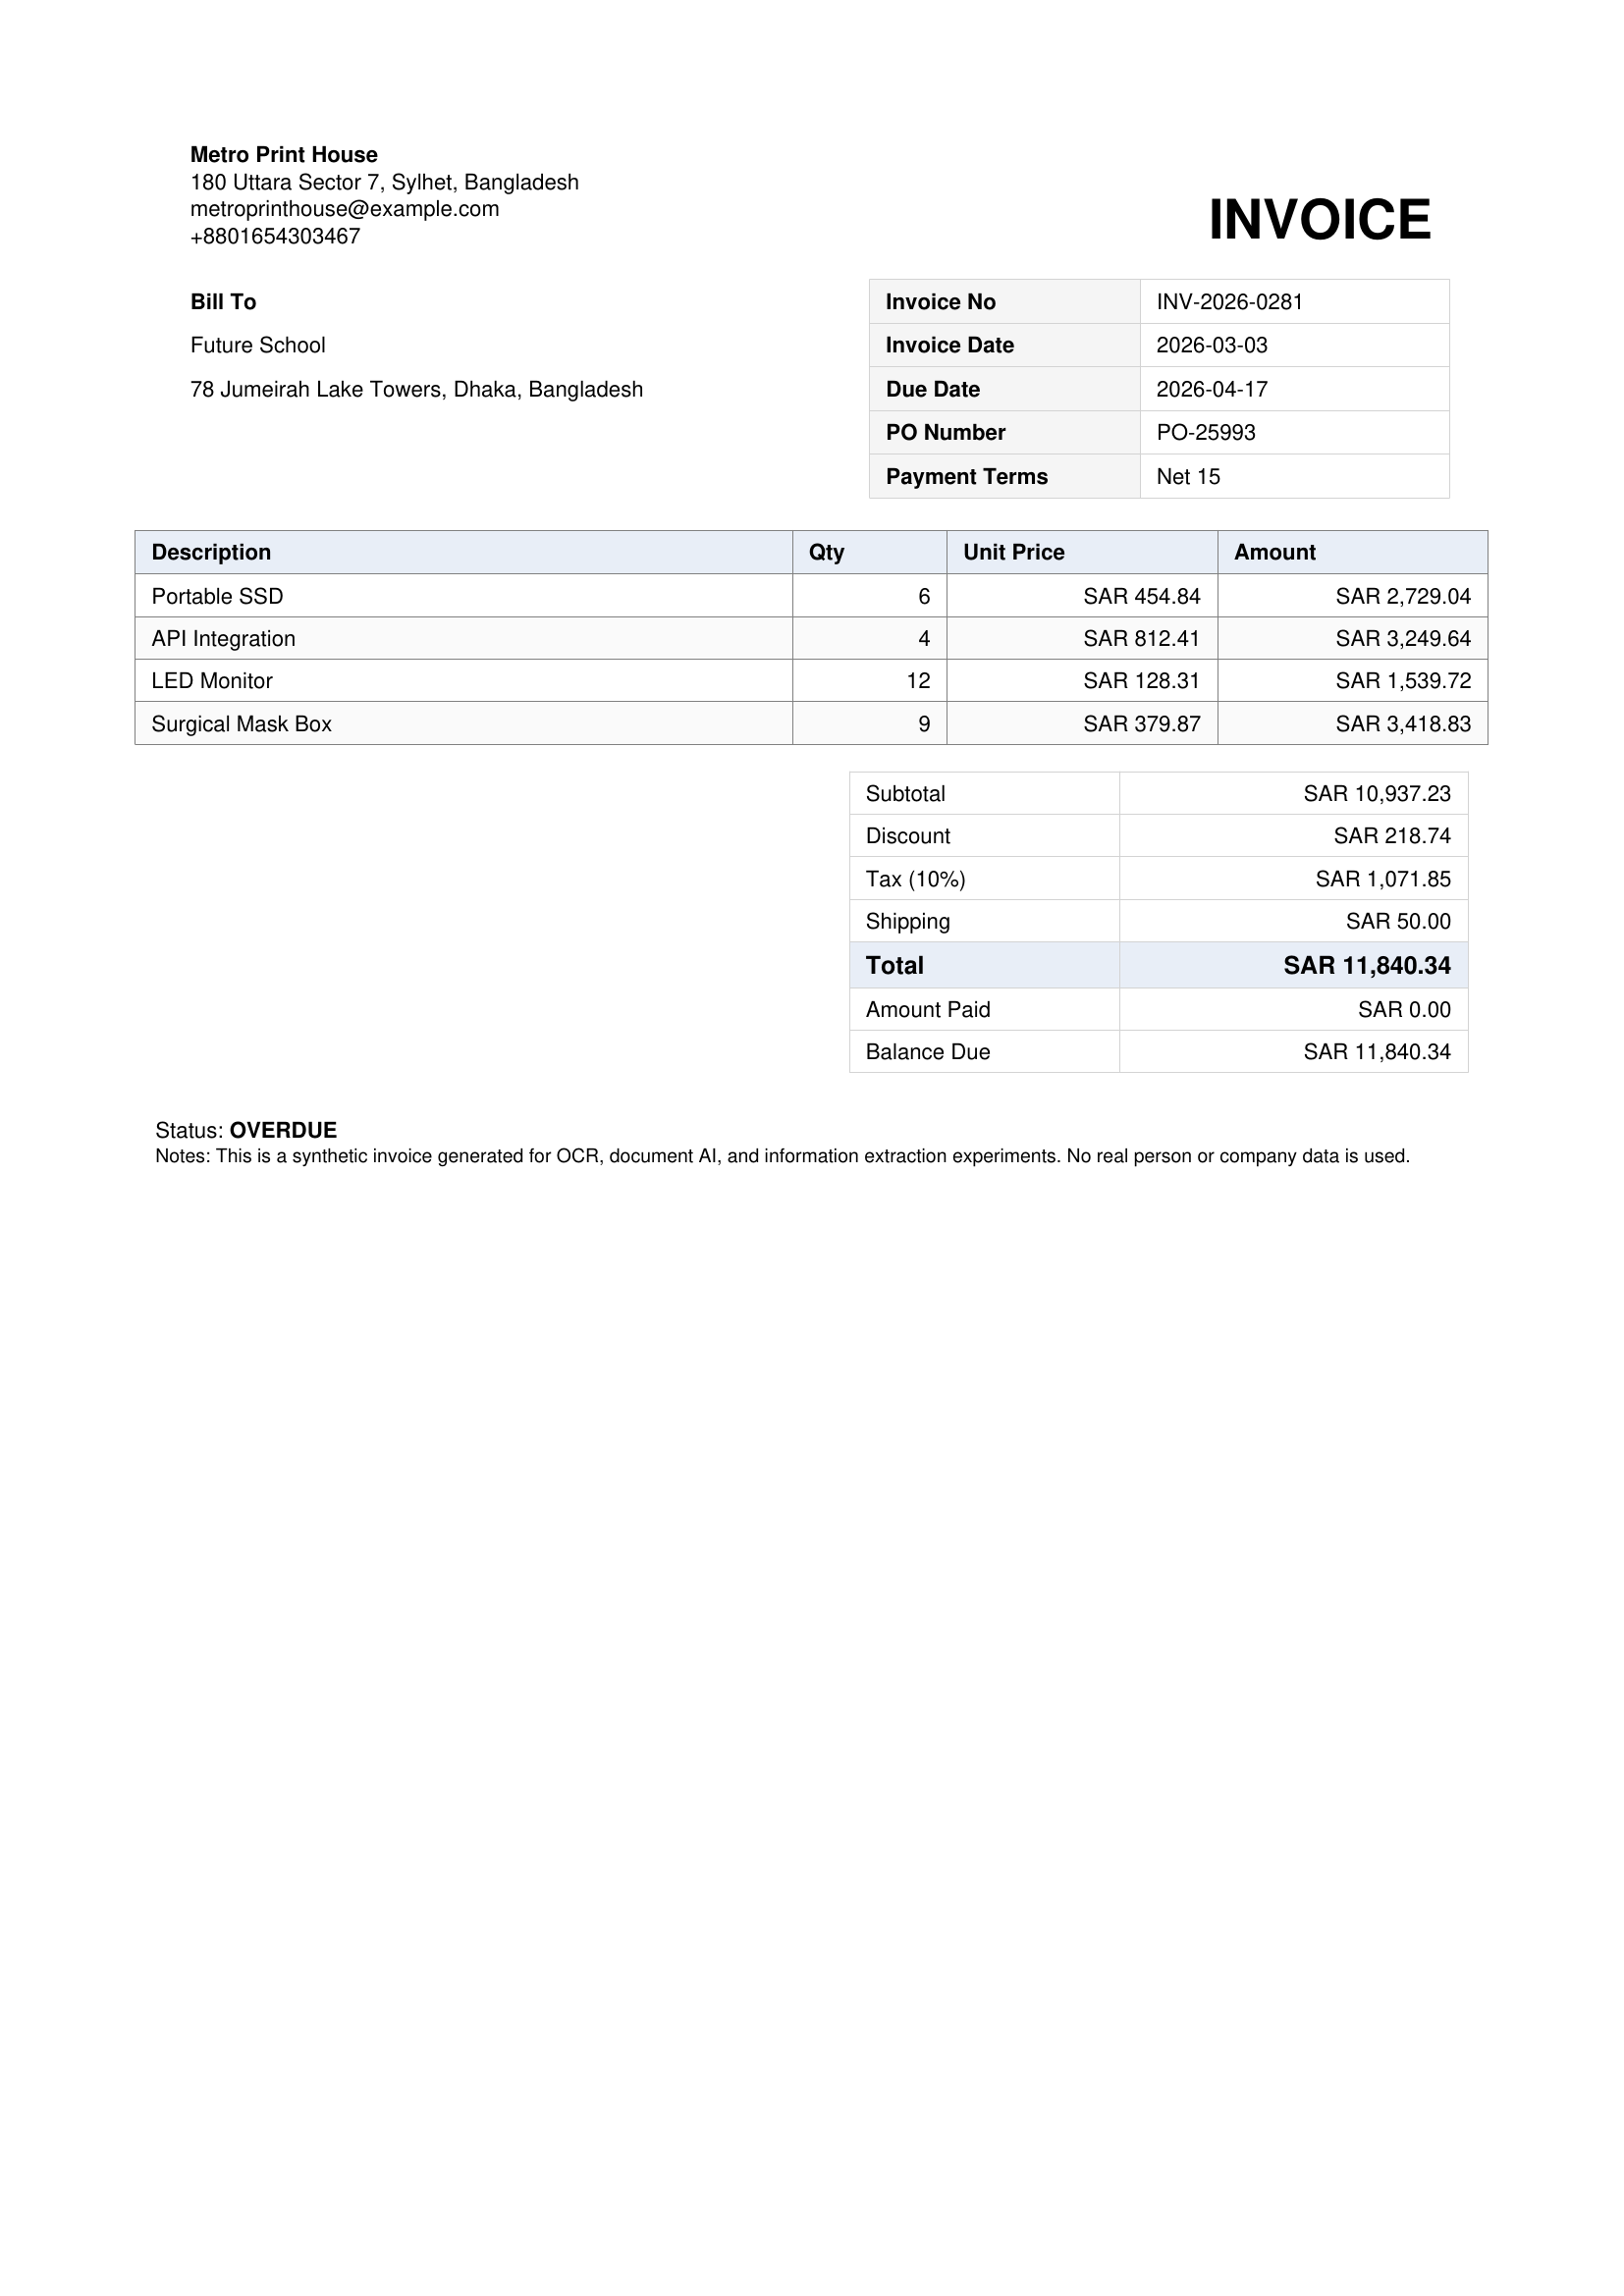 Metro Print House
180 Uttara Sector 7, Sylhet, Bangladesh
metroprinthouse@example.com
+8801654303467
INVOICE
Bill To
Future School
78 Jumeirah Lake Towers, Dhaka, Bangladesh
Invoice No INV-2026-0281
Invoice Date 2026-03-03
Due Date 2026-04-17
PO Number PO-25993
Payment Terms Net 15
Description Qty Unit Price Amount
Portable SSD 6 SAR 454.84 SAR 2,729.04
API Integration 4 SAR 812.41 SAR 3,249.64
LED Monitor 12 SAR 128.31 SAR 1,539.72
Surgical Mask Box 9 SAR 379.87 SAR 3,418.83
Subtotal SAR 10,937.23
Discount SAR 218.74
Tax (10%) SAR 1,071.85
Shipping SAR 50.00
Total SAR 11,840.34
Amount Paid SAR 0.00
Balance Due SAR 11,840.34
Status: OVERDUE
Notes: This is a synthetic invoice generated for OCR, document AI, and information extraction experiments. No real person or company data is used.